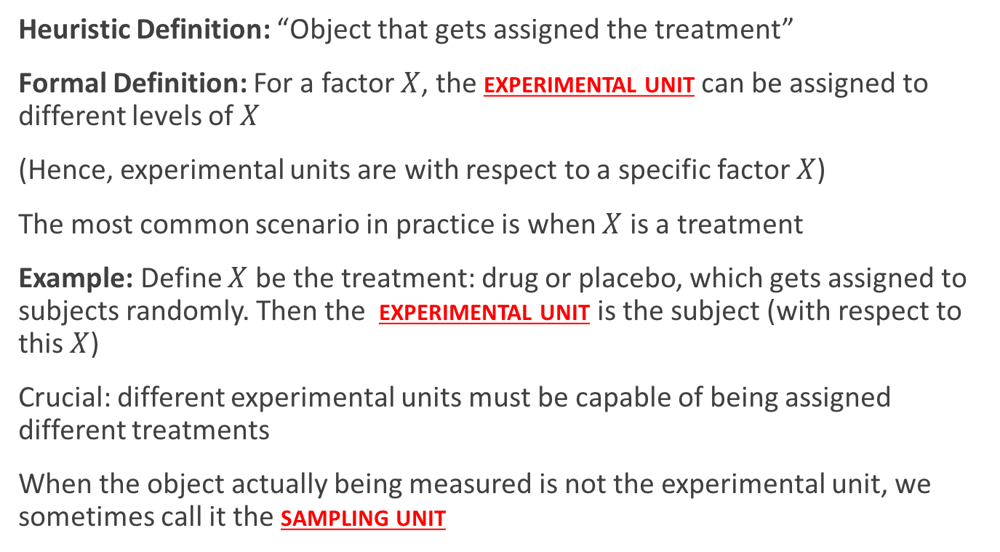 Heuristic Definition: “Object that gets assigned the treatment”
Formal Definition: For a factor X, the EXPERIMENTAL UNIT can be assigned to
different levels of X
(Hence, experimental units are with respect to a specific factor X)
The most common scenario in practice is when X is a treatment
Example: Define X be the treatment: drug or placebo, which gets assigned to
subjects randomly. Then the EXPERIMENTAL UNIT is the subject (with respect to
this X)
Crucial: different experimental units must be capable of being assigned
different treatments
When the object actually being measured is not the experimental unit, we
sometimes call it the SAMPLING UNIT